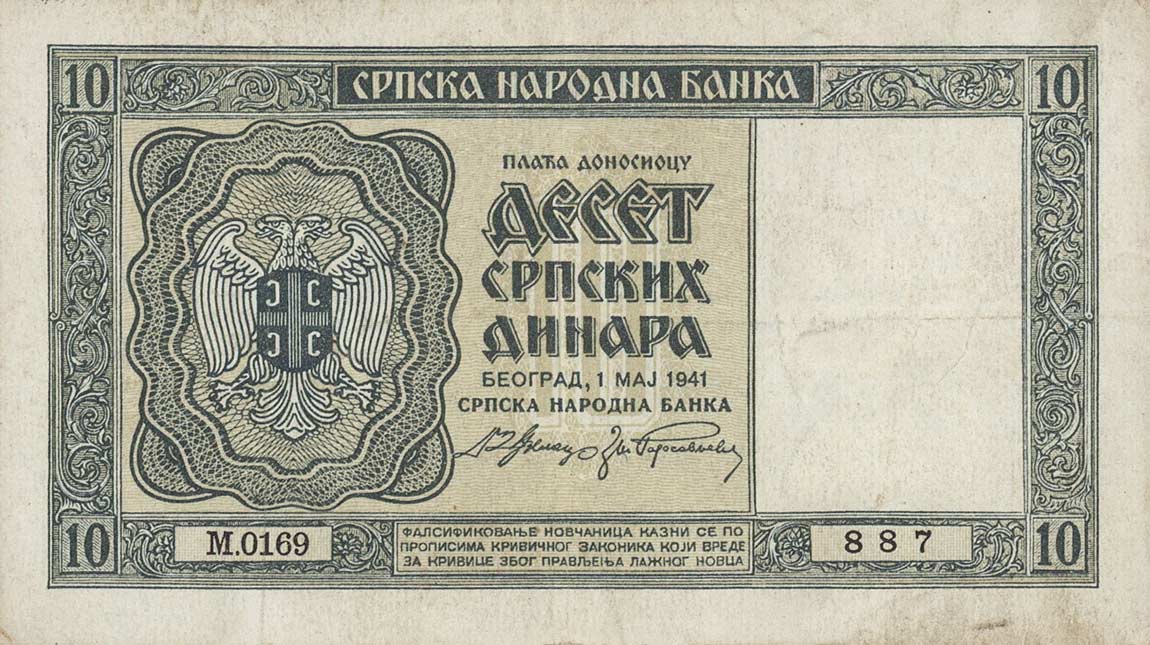 10 СРПСКА НАРОДНА БАНКА 10
ПЛАЋА ДОНОСИОЦУ
ДЕСЕТ
СРПСКИХ
ДИНАРА
БЕОГРАД, 1 МАЈ 1941
СРПСКА НАРОДНА БАНКА
ФАЛСИФИКОВАЊЕ НОВЧАНИЦА КАЗНИ СЕ ПО
ПРОПИСИМА КРИВИЧНОГ ЗАКОНИКА КОЈИ ВРЕДЕ
ЗА КРИВИЦЕ ЗБОГ ПРАВЉЕЊА ЛАЖНОГ НОВЦА
10 M.0169 887 10